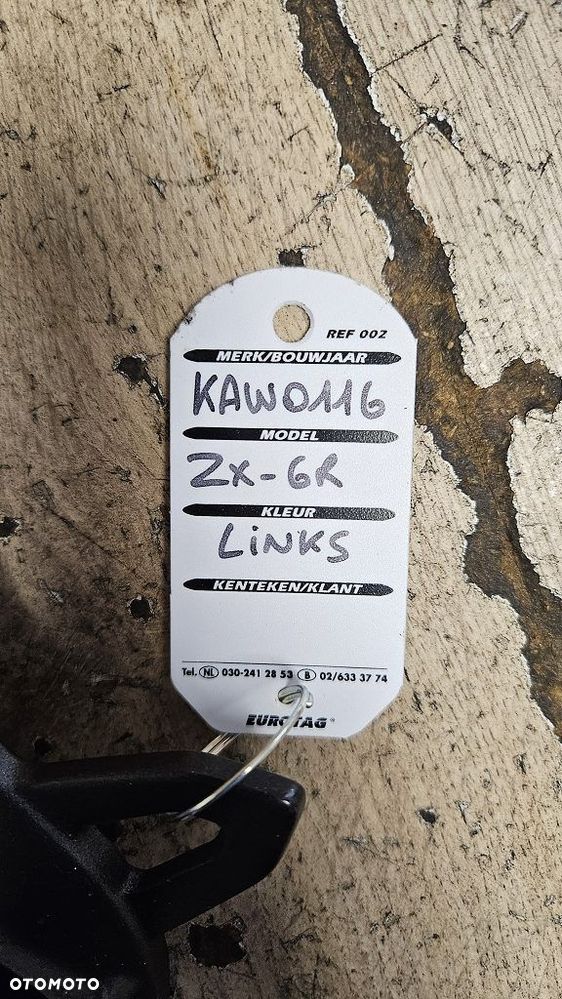 REF 002
MERK/BOUWJAAR
KAW0116
MODEL
ZX-6R
KLEUR
LINKS
KENTEKEN/KLANT
Tel. NL 030-241 28 53 B 02/633 37 74
EUROTAG®
OTOMOTO